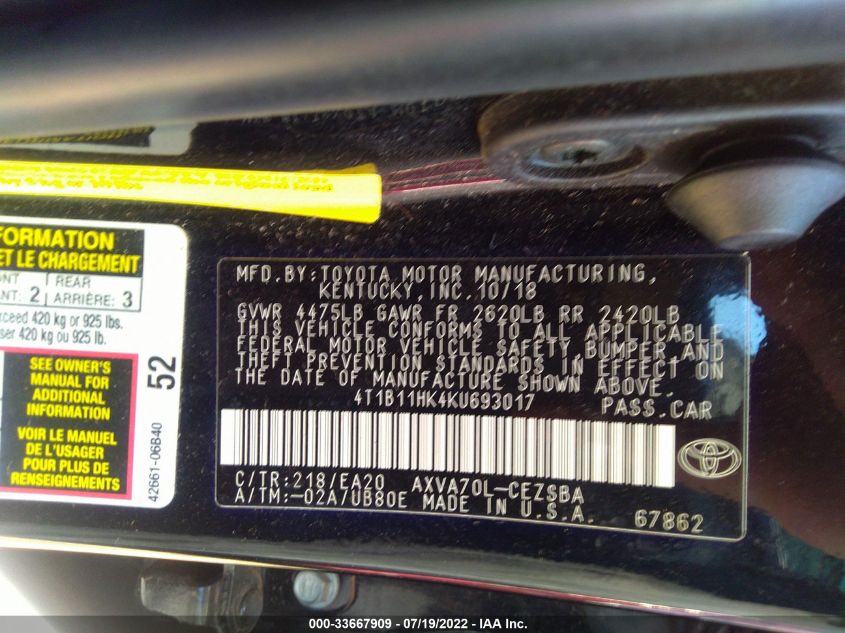 FORMATION
ET LE CHARGEMENT
REAR
ANT: 2 ARRIÈRE: 3
exceed 420 kg or 925 lbs.
ser 420 kg ou 925 lb.
SEE OWNER'S
MANUAL FOR
ADDITIONAL
INFORMATION
VOIR LE MANUEL
DE L'USAGER
POUR PLUS DE
RENSEIGNEMENTS
52
42661-06B40
MFD.BY:TOYOTA MOTOR MANUFACTURING,
KENTUCKY,INC.10/18
GVWR 4475LB GAWR FR 2620LB RR 2420LB
THIS VEHICLE CONFORMS TO ALL APPLICABLE
FEDERAL MOTOR VEHICLE SAFETY,BUMPER,AND
THEFT PREVENTION STANDARDS IN EFFECT ON
THE DATE OF MANUFACTURE SHOWN ABOVE.
4T1B11HK4KU693017 PASS.CAR
C/TR:218/EA20 AXVA70L-CEZSBA
A/TM:-02A/UB80E MADE IN U.S.A. 67862
000-33667909 - 07/19/2022 - IAA Inc.